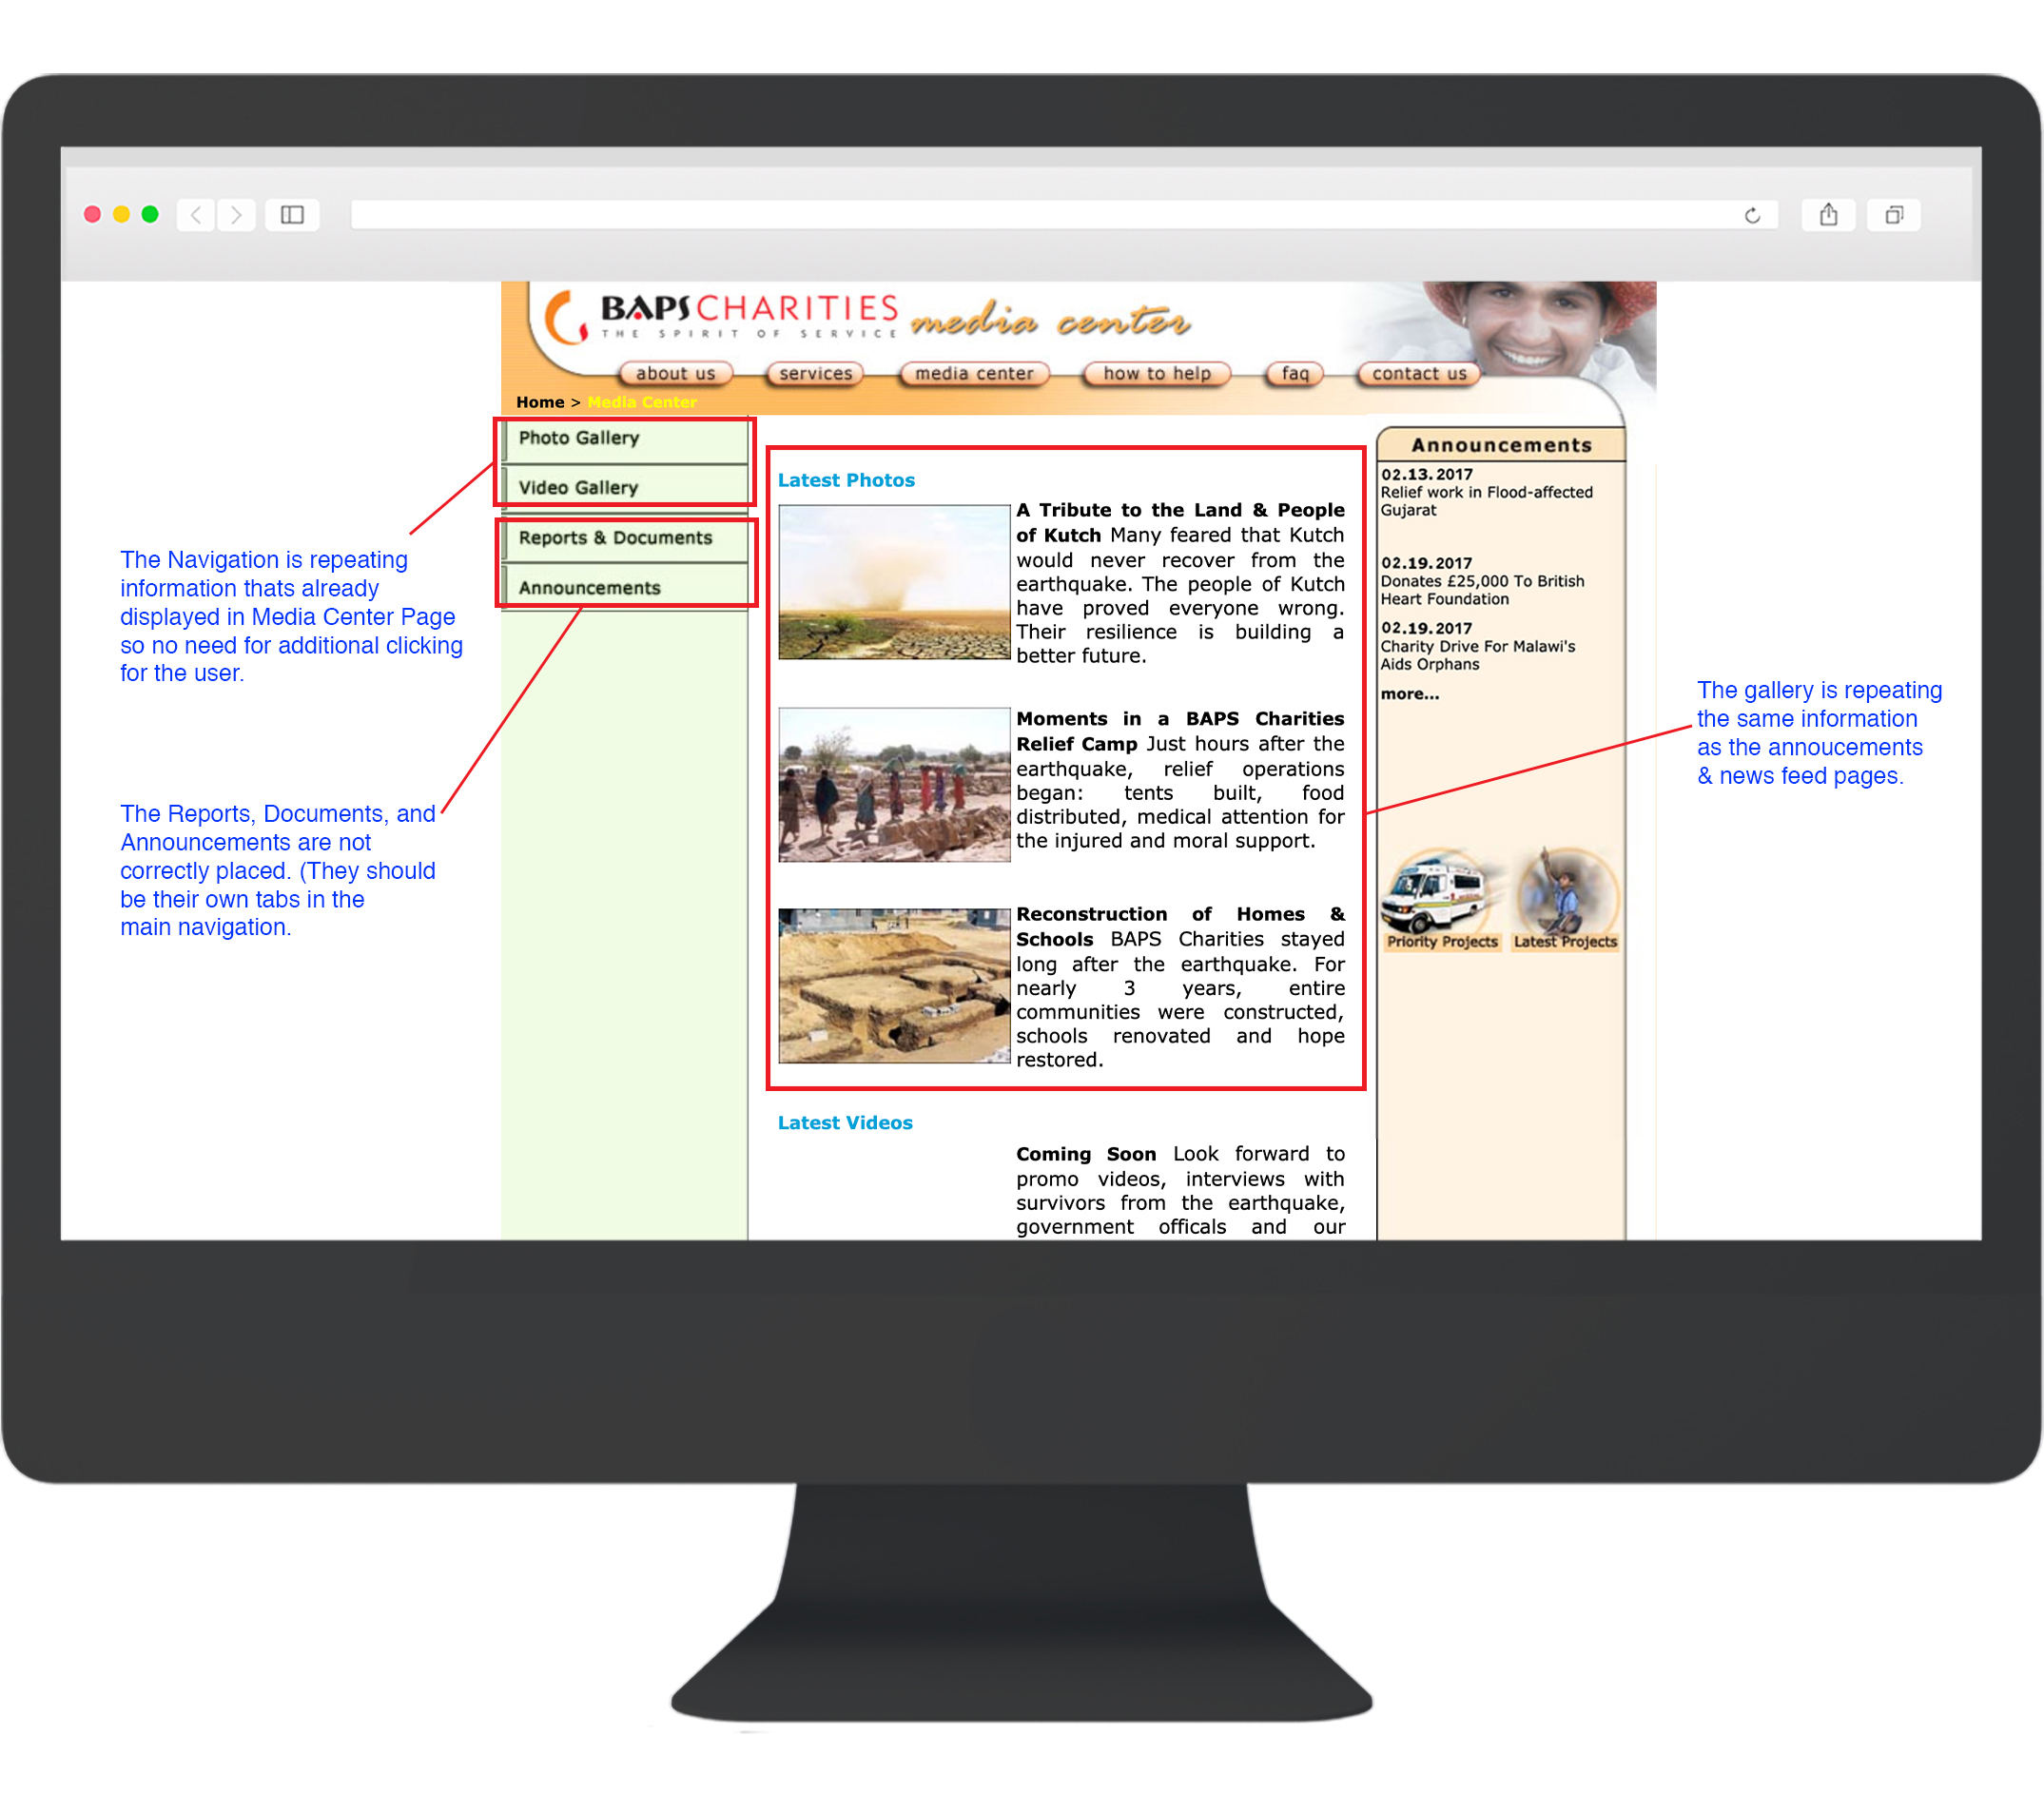 BAPS CHARITIES media center
THE SPIRIT OF SERVICE
about us
services
media center
how to help
faq
contact us
Home > Media Center
Photo Gallery
Video Gallery
Reports & Documents
Announcements
The Navigation is repeating
information thats already
displayed in Media Center Page
so no need for additional clicking
for the user.
The Reports, Documents, and
Announcements are not
correctly placed. (They should
be their own tabs in the
main navigation.
Latest Photos
A Tribute to the Land & People
of Kutch Many feared that Kutch
would never recover from the
earthquake. The people of Kutch
have proved everyone wrong.
Their resilience is building a
better future.
Moments in a BAPS Charities
Relief Camp Just hours after the
earthquake, relief operations
began: tents built, food
distributed, medical attention for
the injured and moral support.
Reconstruction of Homes &
Schools BAPS Charities stayed
long after the earthquake. For
nearly 3 years, entire
communities were constructed,
schools renovated and hope
restored.
Latest Videos
Coming Soon Look forward to
promo videos, interviews with
survivors from the earthquake,
government officals and our
Announcements
02.13.2017
Relief work in Flood-affected
Gujarat
02.19.2017
Donates £25,000 To British
Heart Foundation
02.19.2017
Charity Drive For Malawi's
Aids Orphans
more...
Priority Projects
Latest Projects
The gallery is repeating
the same information
as the annoucements
& news feed pages.